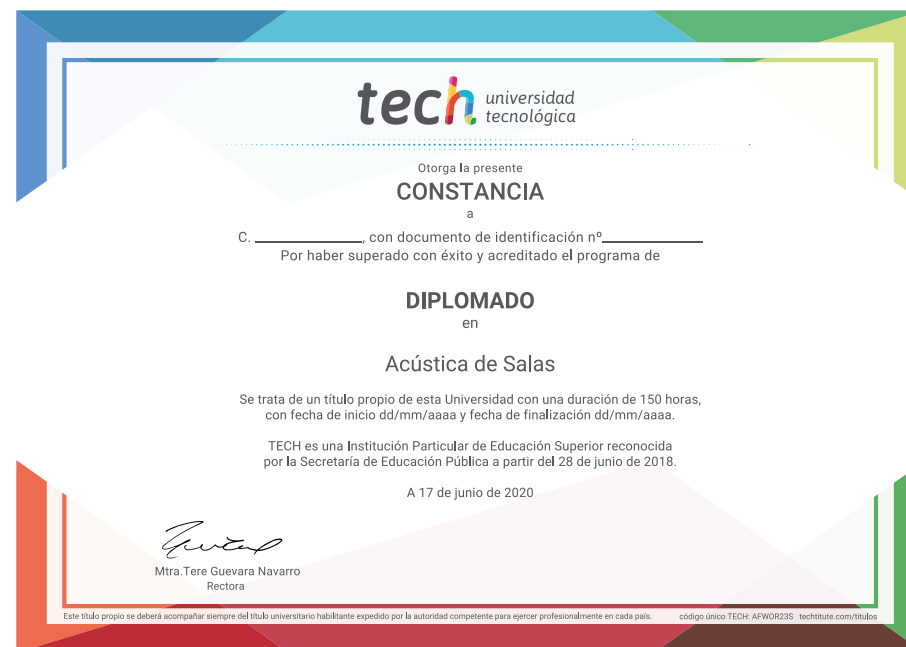 tech universidad
tecnológica
Otorga la presente
CONSTANCIA
a
C. ____________, con documento de identificación nº____________
Por haber superado con éxito y acreditado el programa de
DIPLOMADO
en
Acústica de Salas
Se trata de un título propio de esta Universidad con una duración de 150 horas,
con fecha de inicio dd/mm/aaaa y fecha de finalización dd/mm/aaaa.
TECH es una Institución Particular de Educación Superior reconocida
por la Secretaría de Educación Pública a partir del 28 de junio de 2018.
A 17 de junio de 2020
Mtra.Tere Guevara Navarro
Rectora
Este título propio se deberá acompañar siempre del título universitario habilitante expedido por la autoridad competente para ejercer profesionalmente en cada país. código único TECH: AFWOR23S techtitute.com/titulos